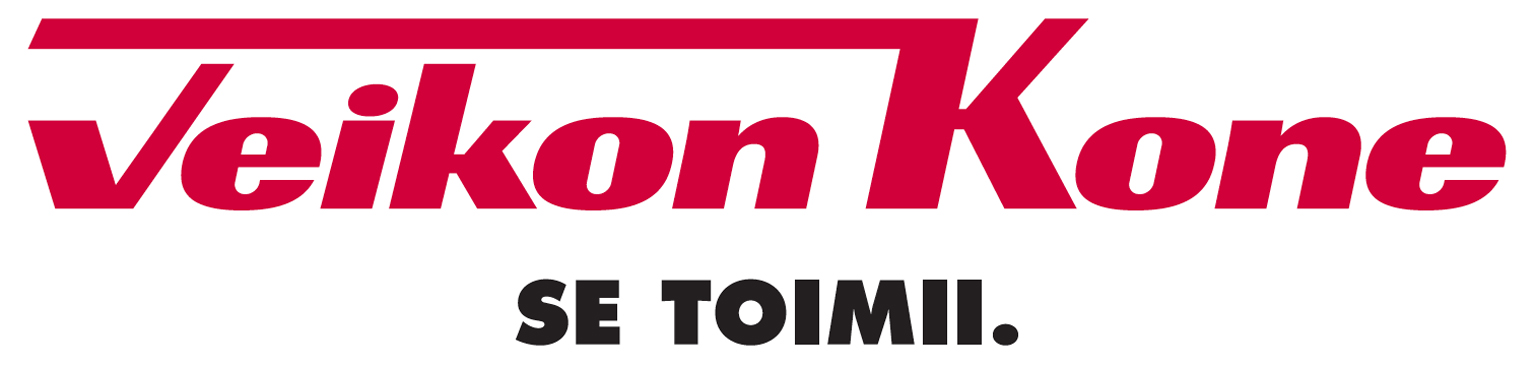 Veikon Kone
SE TOIMII.